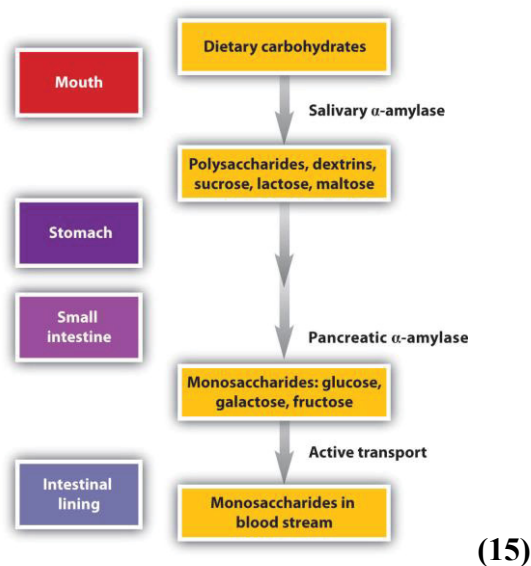 Dietary carbohydrates
Mouth
Salivary α-amylase
Polysaccharides, dextrins,
sucrose, lactose, maltose
Stomach
Small
intestine
Pancreatic α-amylase
Monosaccharides: glucose,
galactose, fructose
Active transport
Intestinal
lining
Monosaccharides in
blood stream
(15)